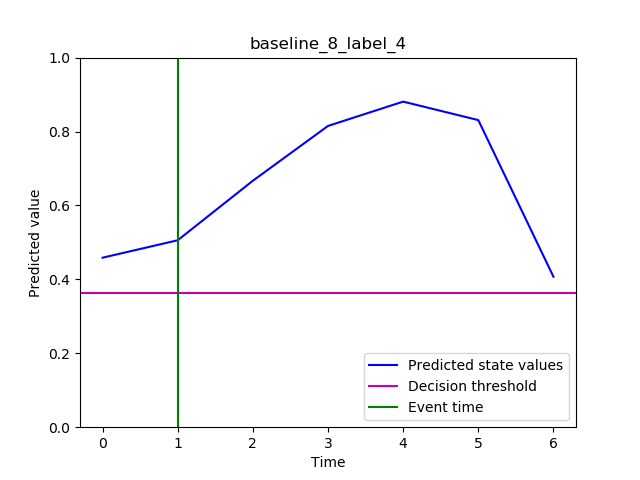 baseline_8_label_4
1.0
0.8
0.6
0.4
0.2
0.0
Predicted value
Predicted state values
Decision threshold
Event time
0 1 2 3 4 5 6
Time